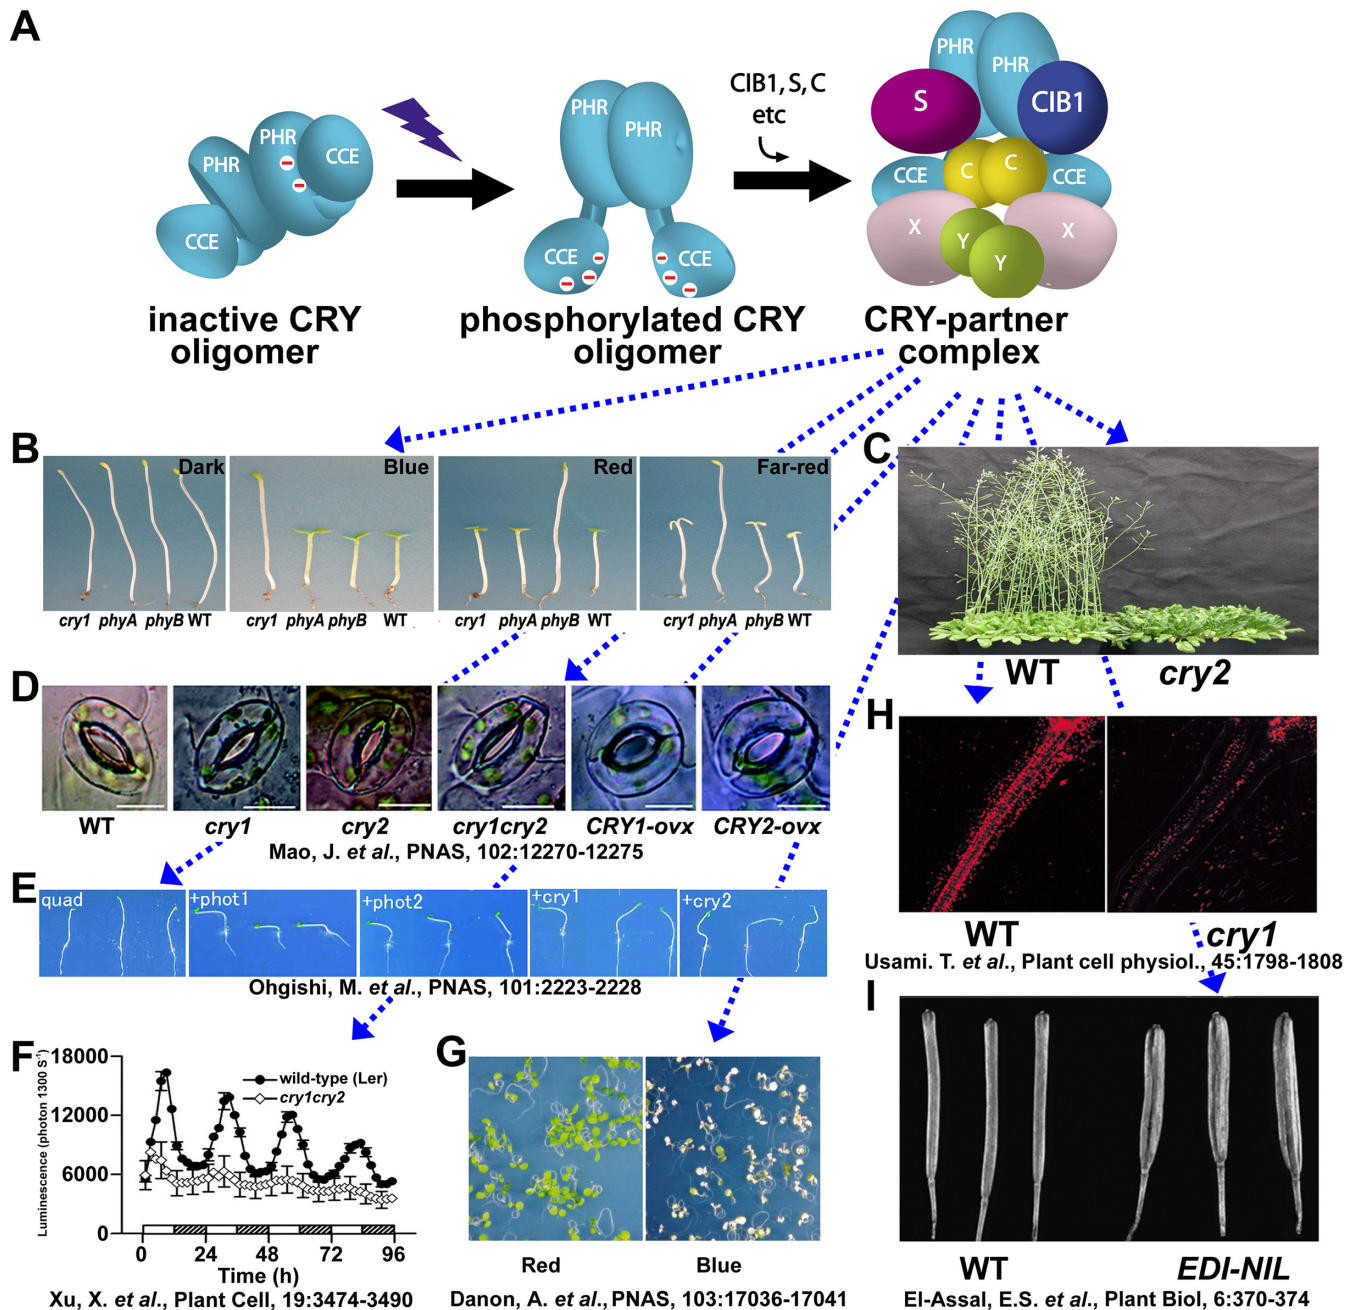 A
PHR
PHR
CCE
CCE
PHR
PHR
CCE
CCE
CIB1, S, C
etc
PHR
PHR
S
CIB1
C
C
CCE
CCE
X
X
Y
Y
inactive CRY
oligomer
phosphorylated CRY
oligomer
CRY-partner
complex
B
Dark
Blue
Red
Far-red
cry1 phyA phyB WT
cry1 phyA phyB WT
cry1 phyA phyB WT
cry1 phyA phyB WT
C
WT
cry2
D
WT
cry1
cry2
cry1cry2
CRY1-ovx
CRY2-ovx
Mao, J. et al., PNAS, 102:12270-12275
E
quad
+phot1
+phot2
+cry1
+cry2
Ohgishi, M. et al., PNAS, 101:2223-2228
F
Luminescence (photon 1300 S⁻¹)
18000
12000
6000
0
wild-type (Ler)
cry1cry2
0
24
48
72
96
Time (h)
Xu, X. et al., Plant Cell, 19:3474-3490
G
Red
Blue
Danon, A. et al., PNAS, 103:17036-17041
H
WT
cry1
Usami. T. et al., Plant cell physiol., 45:1798-1808
I
WT
EDI-NIL
El-Assal, E.S. et al., Plant Biol, 6:370-374